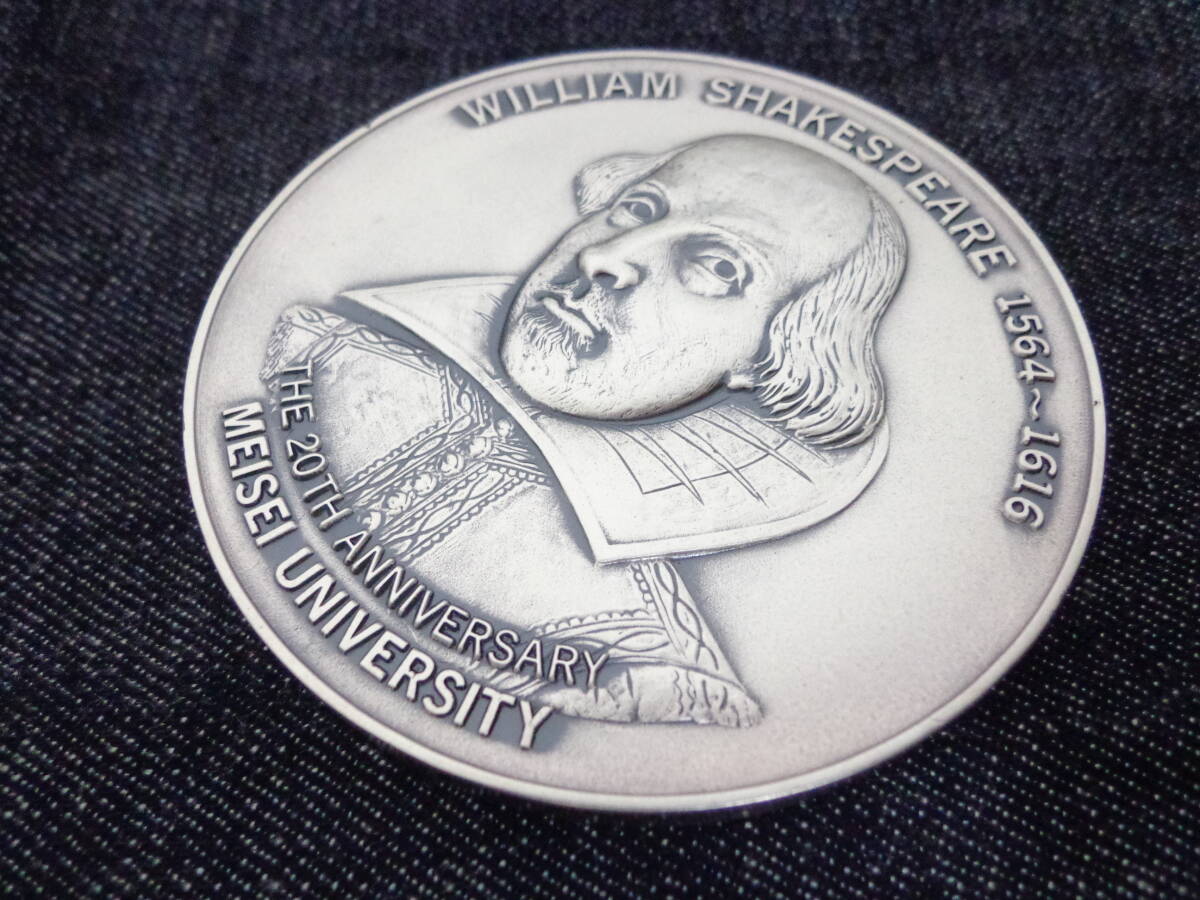 WILLIAM SHAKESPEARE 1564~1616
THE 20TH ANNIVERSARY
MEISEI UNIVERSITY